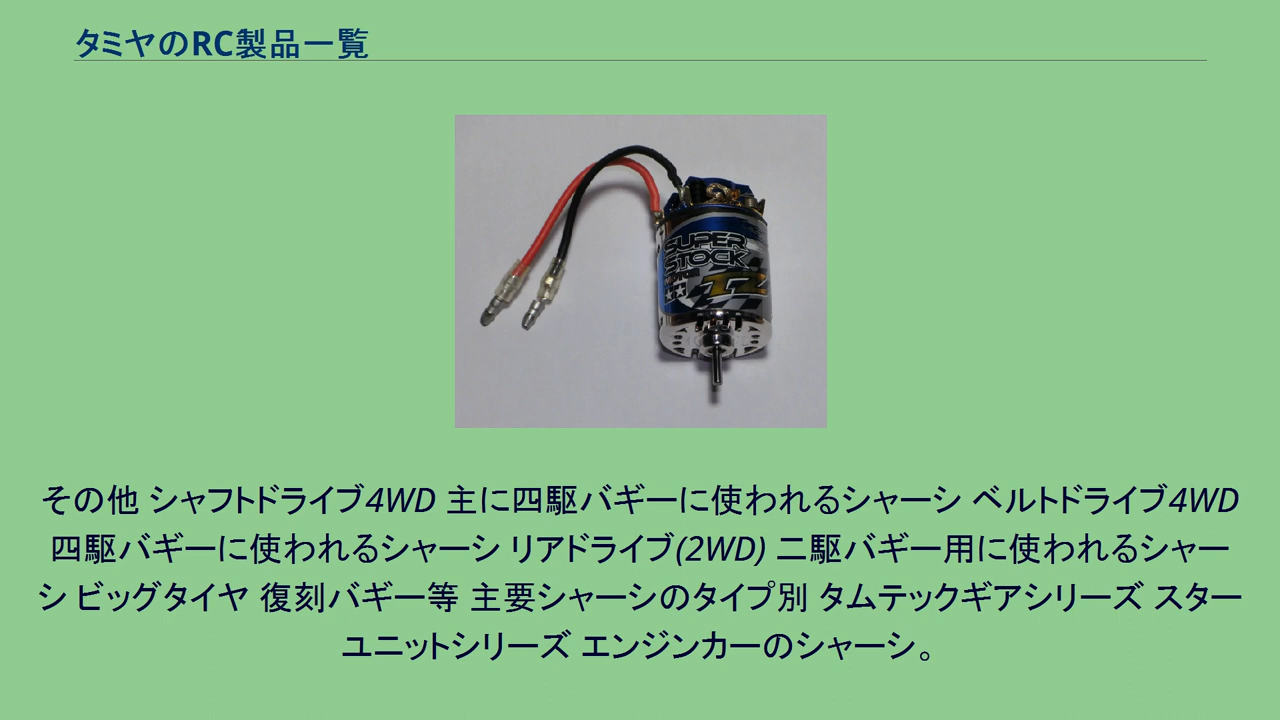 タミヤのRC製品一覧
SUPER
STOCK
MOTOR
TZ
その他 シャフトドライブ4WD 主に四駆バギーに使われるシャーシ ベルトドライブ4WD
四駆バギーに使われるシャーシ リアドライブ(2WD) 二駆バギー用に使われるシャー
シ ビッグタイヤ 復刻バギー等 主要シャーシのタイプ別 タムテックギアシリーズ スター
ユニットシリーズ エンジンカーのシャーシ。